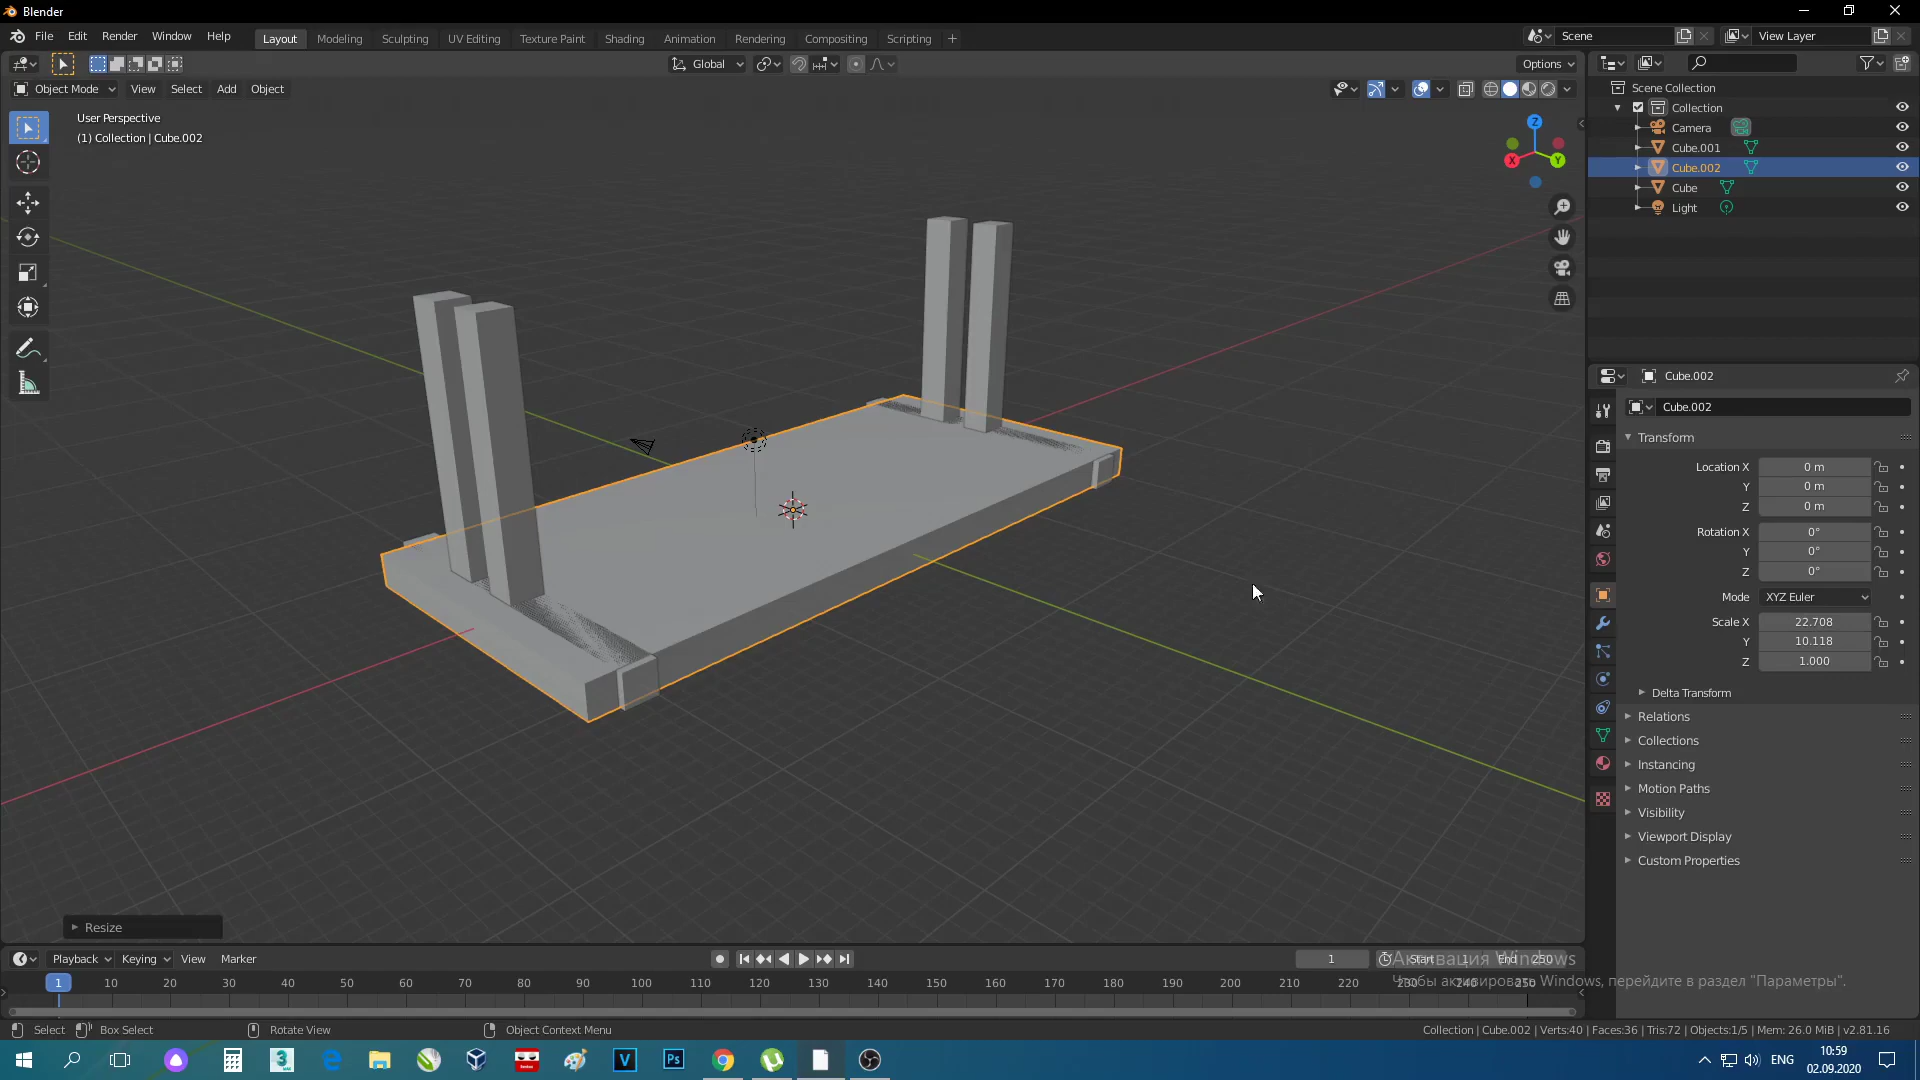 Blender
File Edit Render Window Help
Layout Modeling Sculpting UV Editing Texture Paint Shading Animation Rendering Compositing Scripting +
Scene
View Layer
Global
Options
Object Mode View Select Add Object
User Perspective
(1) Collection | Cube.002
Z
X
Y
Scene Collection
Collection
Camera
Cube.001
Cube.002
Cube
Light
Cube.002
Cube.002
Transform
Location X 0 m
Y 0 m
Z 0 m
Rotation X 0°
Y 0°
Z 0°
Mode XYZ Euler
Scale X 22.708
Y 10.118
Z 1.000
Delta Transform
Relations
Collections
Instancing
Motion Paths
Visibility
Viewport Display
Custom Properties
Resize
Playback Keying View Marker
1
Start 1 End 250
Активация Windows
Чтобы активировать Windows, перейдите в раздел "Параметры".
1 10 20 30 40 50 60 70 80 90 100 110 120 130 140 150 160 170 180 190 200 210 220 230 240 250
Select Box Select Rotate View Object Context Menu
Collection | Cube.002 | Verts:40 | Faces:36 | Tris:72 | Objects:1/5 | Mem: 26.0 MiB | v2.81.16
3
V
Ps
ENG
10:59
02.09.2020